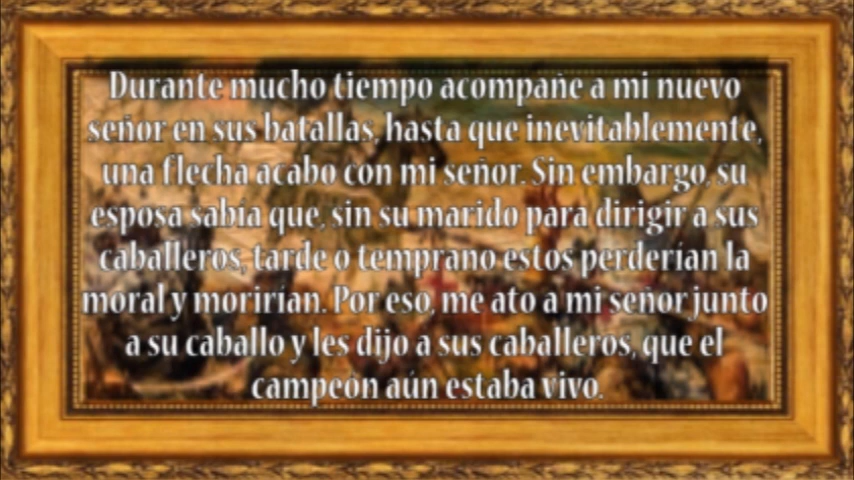 Durante mucho tiempo acompañe a mi nuevo
señor en sus batallas, hasta que inevitablemente,
una flecha acabo con mi señor. Sin embargo, su
esposa sabía que, sin su marido para dirigir a sus
caballeros, tarde o temprano estos perderían la
moral y morirían. Por eso, me ato a mi señor junto
a su caballo y les dijo a sus caballeros, que el
campeón aún estaba vivo.